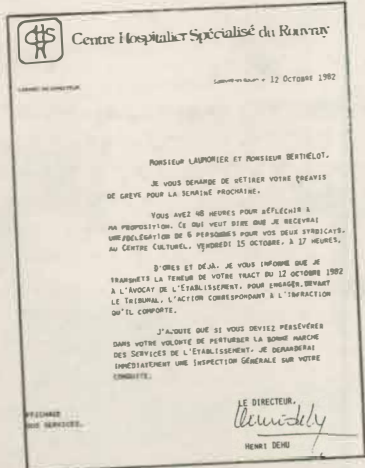 Centre Hospitalier Spécialisé du Rouvray
12 OCTOBRE 1982
MONSIEUR LAUMONIER ET MONSIEUR BERTHELOT.
JE VOUS DEMANDE DE RETIRER VOTRE PREAVIS
DE GREVE POUR LA SEMAINE PROCHAINE.
VOUS AVEZ 48 HEURES POUR REFLECHIR A
MA PROPOSITION. CE QUI VEUT DIRE QUE JE RECEVRAI
UNE DELEGATION DE 6 PERSONNES POUR VOS DEUX SYNDICATS,
AU CENTRE CULTUREL, VENDREDI 15 OCTOBRE, A 17 HEURES.
D'ORES ET DEJA, JE VOUS INFORME QUE JE
TRANSMETS LA TENEUR DE VOTRE TRACT DU 12 OCTOBRE 1982
A L'AVOCAT DE L'ETABLISSEMENT, POUR ENGAGER, DEVANT
LE TRIBUNAL, L'ACTION CORRESPONDANT A L'INFRACTION
QU'IL COMPORTE.
J'AJOUTE QUE SI VOUS DEVIEZ PERSEVERER
DANS VOTRE VOLONTE DE PERTURBER LA BONNE MARCHE
DES SERVICES DE L'ETABLISSEMENT, JE DEMANDERAI
IMMEDIATEMENT UNE INSPECTION GENERALE SUR VOTRE
CONDUITE.
LE DIRECTEUR,
AFFICHAGE
SERVICES.
HENRI DEHU